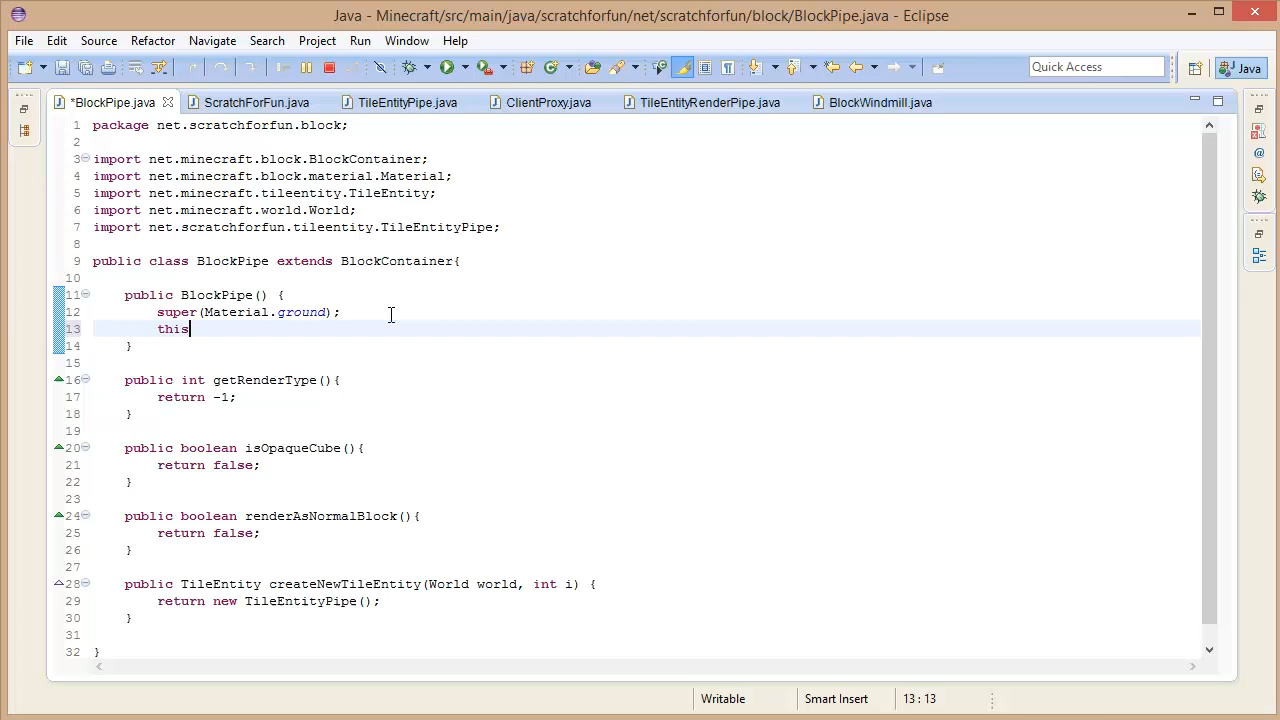 Java - Minecraft/src/main/java/scratchforfun/net/scratchforfun/block/BlockPipe.java - Eclipse
File Edit Source Refactor Navigate Search Project Run Window Help
Quick Access
Java
*BlockPipe.java ScratchForFun.java TileEntityPipe.java ClientProxy.java TileEntityRenderPipe.java BlockWindmill.java
1 package net.scratchforfun.block;
2
3 import net.minecraft.block.BlockContainer;
4 import net.minecraft.block.material.Material;
5 import net.minecraft.tileentity.TileEntity;
6 import net.minecraft.world.World;
7 import net.scratchforfun.tileentity.TileEntityPipe;
8
9 public class BlockPipe extends BlockContainer{
10
11 public BlockPipe() {
12 super(Material.ground);
13 this
14 }
15
16 public int getRenderType(){
17 return -1;
18 }
19
20 public boolean isOpaqueCube(){
21 return false;
22 }
23
24 public boolean renderAsNormalBlock(){
25 return false;
26 }
27
28 public TileEntity createNewTileEntity(World world, int i) {
29 return new TileEntityPipe();
30 }
31
32 }
Writable Smart Insert 13 : 13